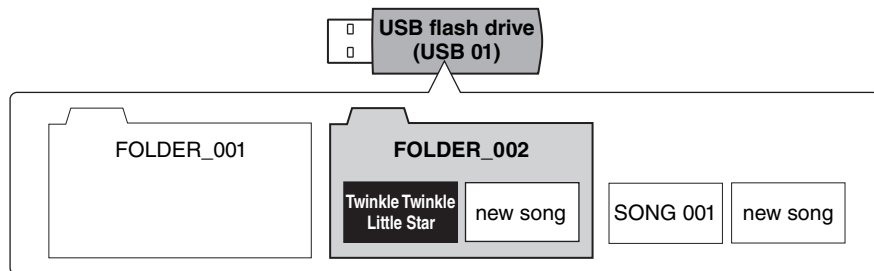 USB flash drive
(USB 01)
FOLDER_001
FOLDER_002
Twinkle Twinkle
Little Star
new song
SONG 001
new song